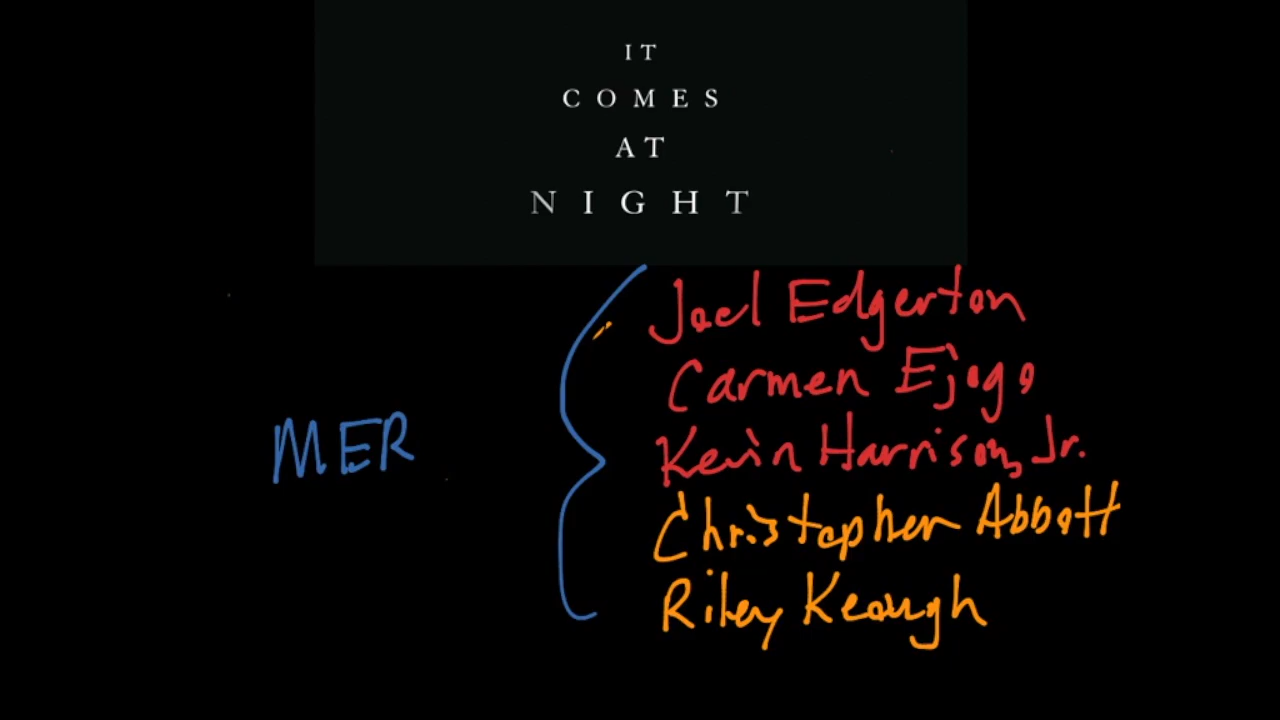 IT
COMES
AT
NIGHT
Joel Edgerton
Carmen Ejogo
Kevin Harrison, Jr.
MER
Christopher Abbott
Riley Keough